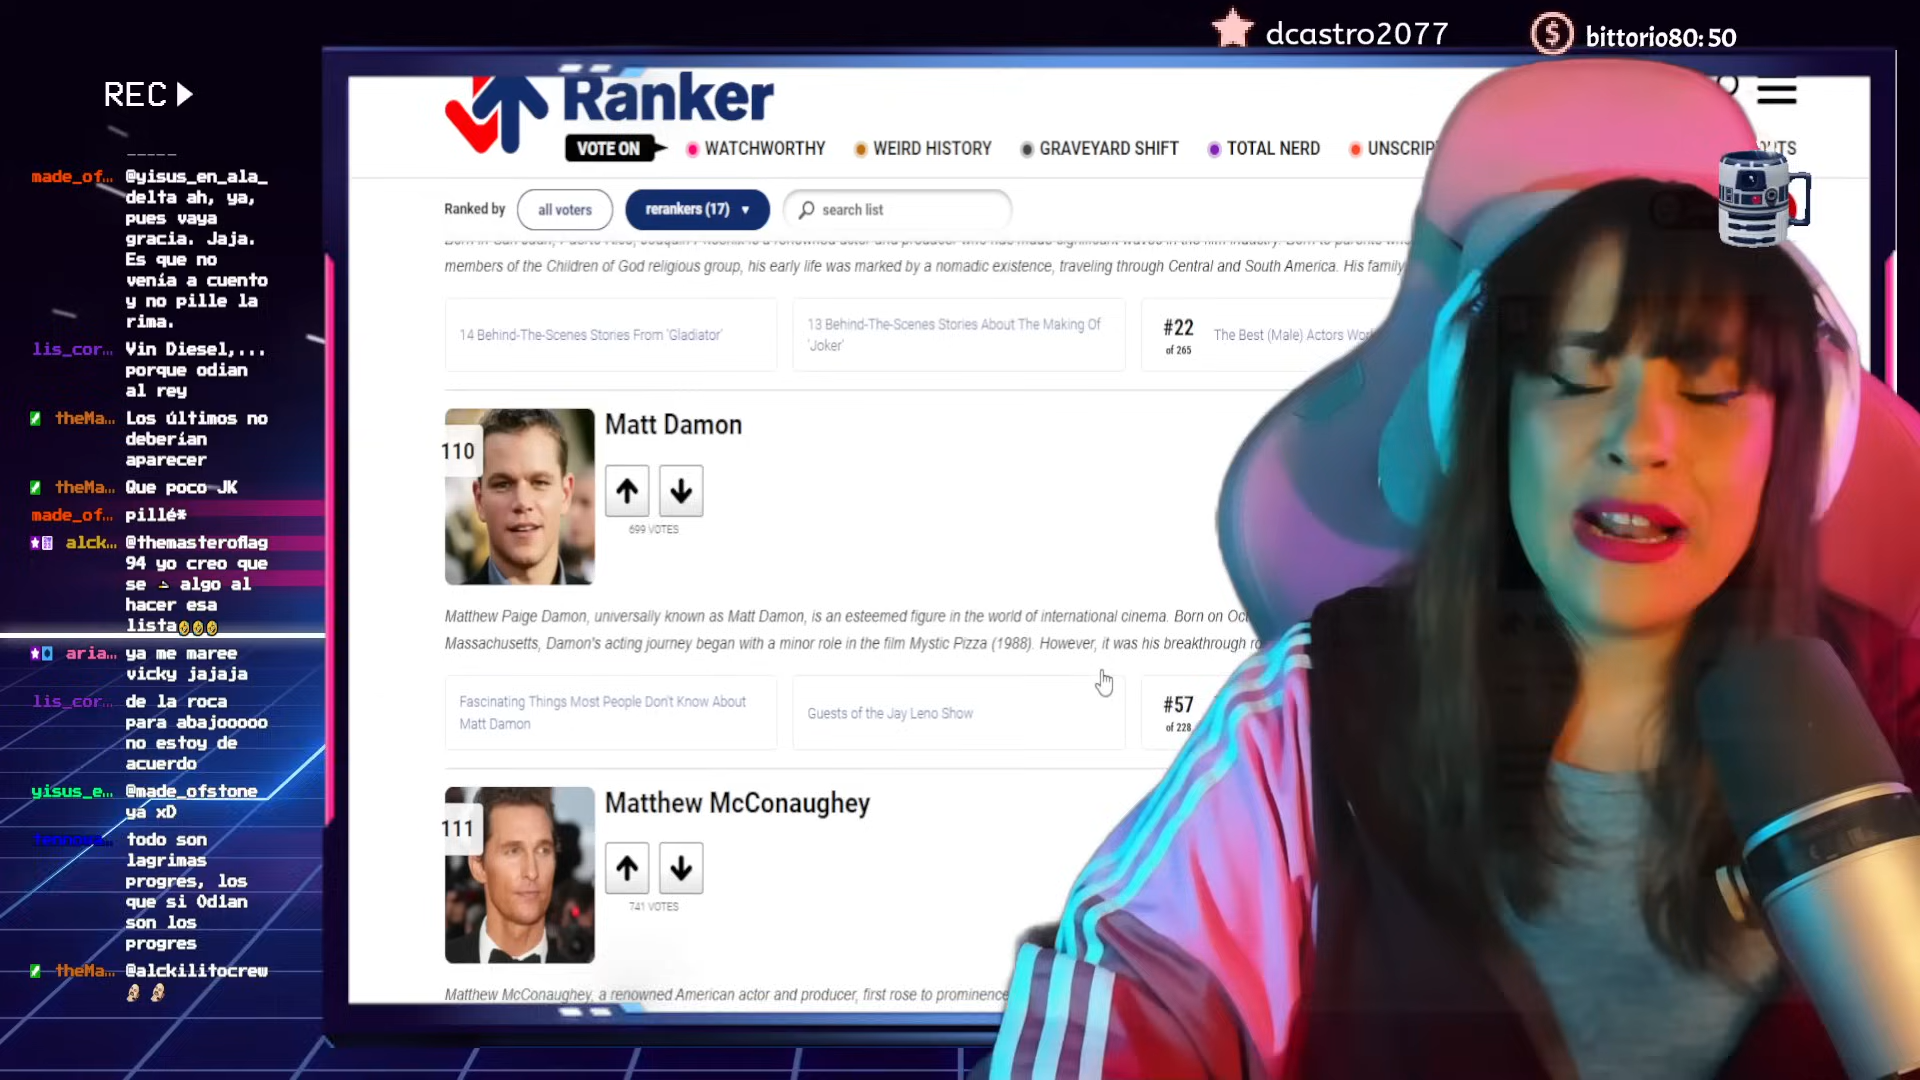 dcastro2077
bittorio80: 50
REC
-----
made_of... @yisus_en_ala_
delta ah, ya,
pues vaya
gracia. Jaja.
Es que no
venía a cuento
y no pille la
rima.
lis_cor... Vin Diesel,...
porque odian
al rey
theMa... Los últimos no
deberían
aparecer
theMa... Que poco JK
made_of... pillé*
alck... @themasteroflag
94 yo creo que
se algo al
hacer esa
lista
aria... ya me maree
vicky jajaja
lis_cor... de la roca
para abajooooo
no estoy de
acuerdo
yisus_e... @made_ofstone
ya xD
todo son
lagrimas
progres, los
que si Od1an
son los
progres
theMa... @alckilitocrew
Ranker
VOTE ON
WATCHWORTHY
WEIRD HISTORY
GRAVEYARD SHIFT
TOTAL NERD
UNSCRIP
Ranked by
all voters
rerankers (17)
search list
members of the Children of God religious group, his early life was marked by a nomadic existence, traveling through Central and South America. His family
14 Behind-The-Scenes Stories From 'Gladiator'
13 Behind-The-Scenes Stories About The Making Of
'Joker'
#22
of 265
The Best (Male) Actors Wor
110
Matt Damon
699 VOTES
Matthew Paige Damon, universally known as Matt Damon, is an esteemed figure in the world of international cinema. Born on Oc
Massachusetts, Damon's acting journey began with a minor role in the film Mystic Pizza (1988). However, it was his breakthrough ro
Fascinating Things Most People Don't Know About
Matt Damon
Guests of the Jay Leno Show
#57
of 228
111
Matthew McConaughey
741 VOTES
Matthew McConaughey, a renowned American actor and producer, first rose to prominence